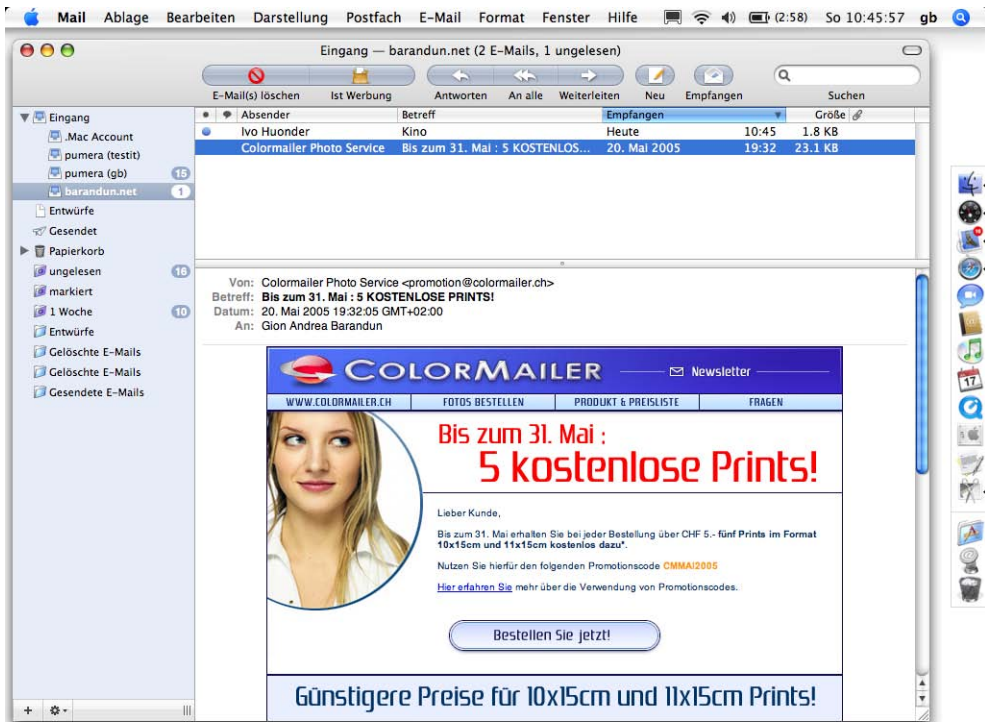 Mail Ablage Bearbeiten Darstellung Postfach E-Mail Format Fenster Hilfe (2:58) So 10:45:57 gb
Eingang — barandun.net (2 E-Mails, 1 ungelesen)
E-Mail(s) löschen Ist Werbung Antworten An alle Weiterleiten Neu Empfangen Suchen
Absender Betreff Empfangen Größe
Ivo Huonder Kino Heute 10:45 1.8 KB
Colormailer Photo Service Bis zum 31. Mai : 5 KOSTENLOS... 20. Mai 2005 19:32 23.1 KB
Eingang
.Mac Account
pumera (testit)
pumera (gb) 15
barandun.net 1
Entwürfe
Gesendet
Papierkorb
ungelesen 16
markiert
1 Woche 10
Entwürfe
Gelöschte E-Mails
Gelöschte E-Mails
Gesendete E-Mails
Von: Colormailer Photo Service <promotion@colormailer.ch>
Betreff: Bis zum 31. Mai : 5 KOSTENLOSE PRINTS!
Datum: 20. Mai 2005 19:32:05 GMT+02:00
An: Gion Andrea Barandun
COLORMAILER Newsletter
WWW.COLORMAILER.CH FOTOS BESTELLEN PRODUKT & PREISLISTE FRAGEN
Bis zum 31. Mai :
5 kostenlose Prints!
Lieber Kunde,
Bis zum 31. Mai erhalten Sie bei jeder Bestellung über CHF 5.- fünf Prints im Format
10x15cm und 11x15cm kostenlos dazu*.
Nutzen Sie hierfür den folgenden Promotionscode CMMAI2005
Hier erfahren Sie mehr über die Verwendung von Promotionscodes.
Bestellen Sie jetzt!
Günstigere Preise für 10x15cm und 11x15cm Prints!
17